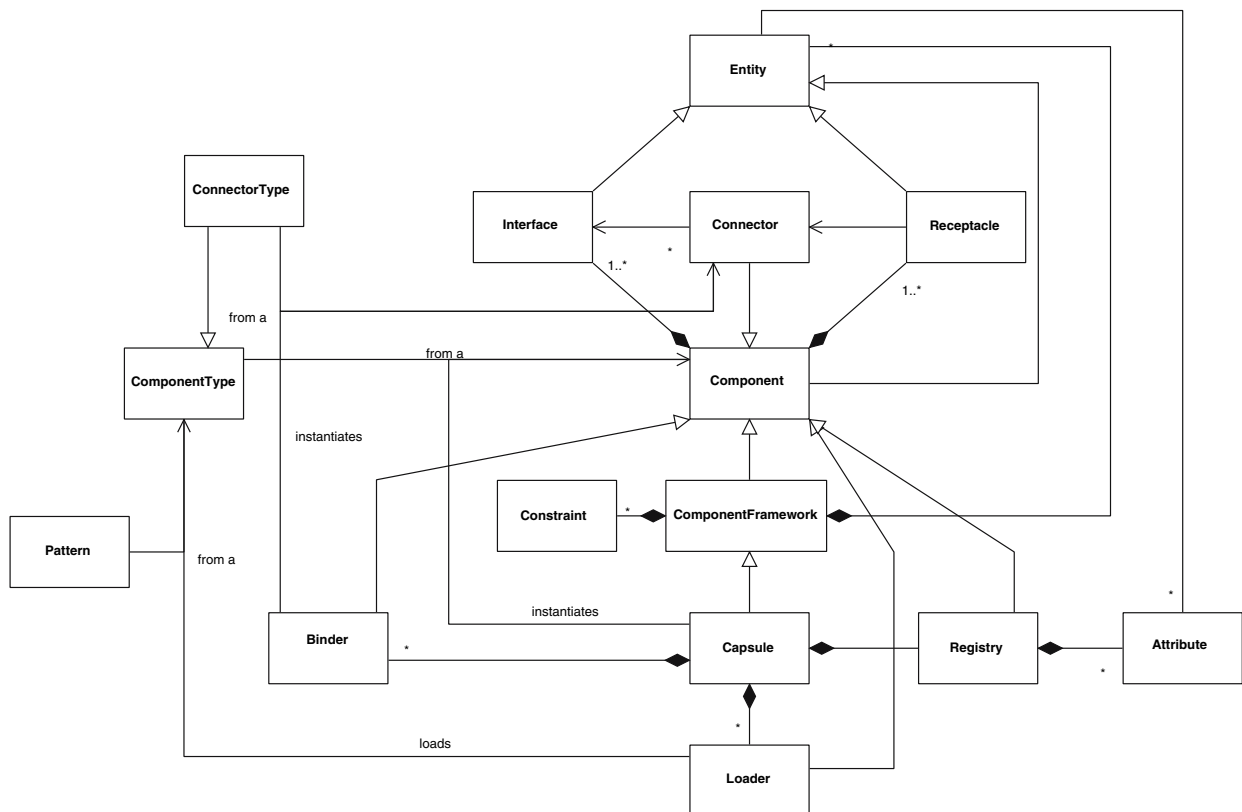 *
Entity
ConnectorType
Interface
Connector
Receptacle
*
1..*
1..*
from a
from a
ComponentType
Component
instantiates
Constraint
*
ComponentFramework
Pattern
from a
*
instantiates
Binder
*
Capsule
Registry
Attribute
*
*
loads
Loader